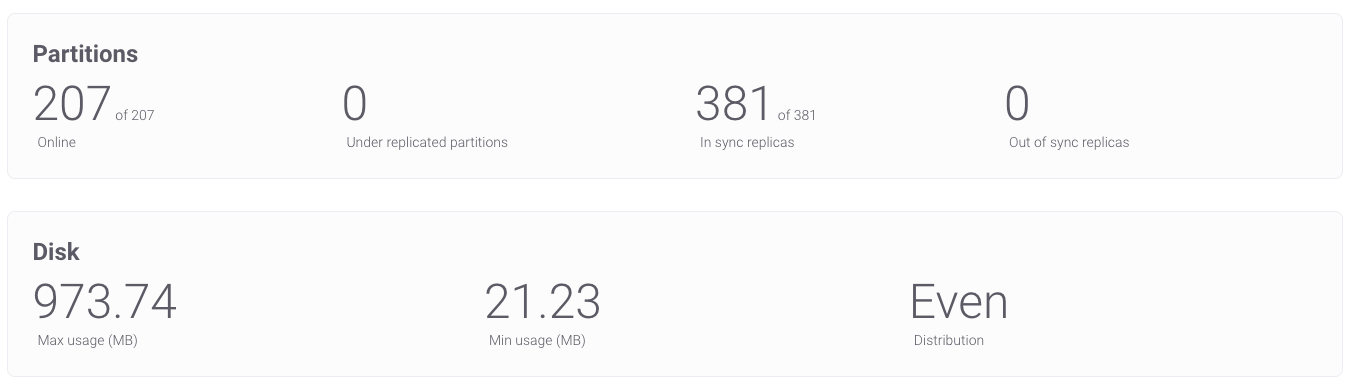 Partitions
207 of 207 0 381 of 381 0
Online Under replicated partitions In sync replicas Out of sync replicas
Disk
973.74 21.23 Even
Max usage (MB) Min usage (MB) Distribution